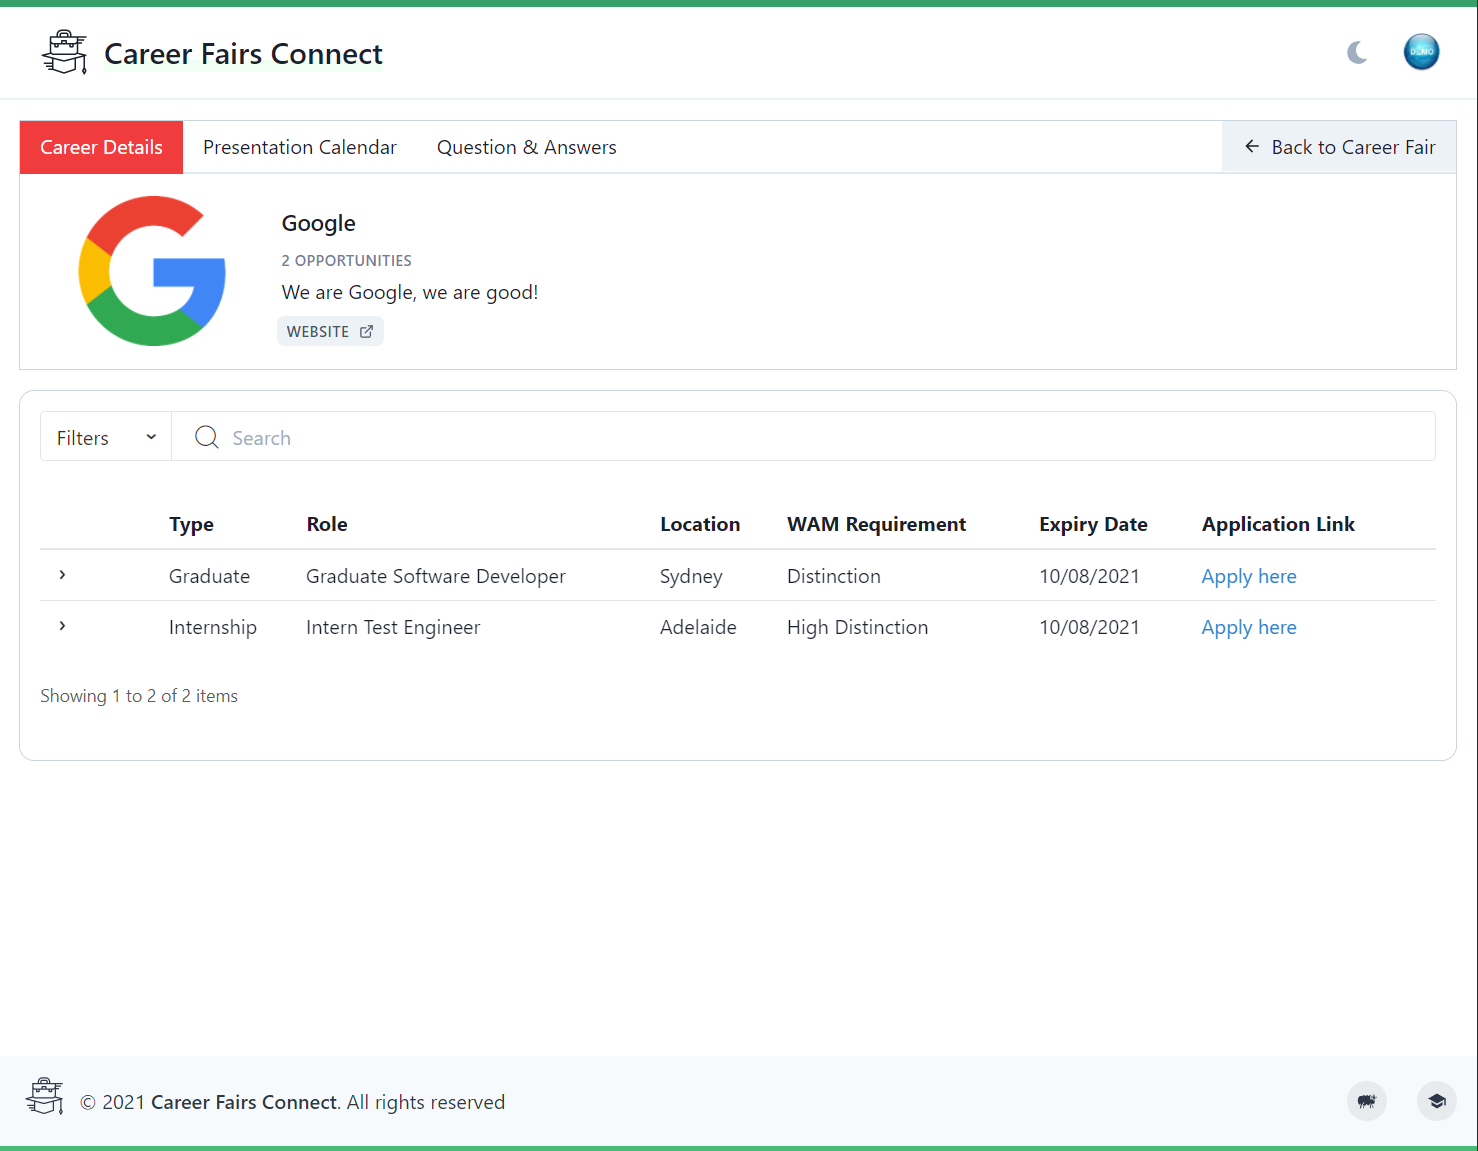 Career Fairs Connect
DEMO
Career Details Presentation Calendar Question & Answers Back to Career Fair
Google
2 OPPORTUNITIES
We are Google, we are good!
WEBSITE
Filters Search
Type Role Location WAM Requirement Expiry Date Application Link
Graduate Graduate Software Developer Sydney Distinction 10/08/2021 Apply here
Internship Intern Test Engineer Adelaide High Distinction 10/08/2021 Apply here
Showing 1 to 2 of 2 items
© 2021 Career Fairs Connect. All rights reserved